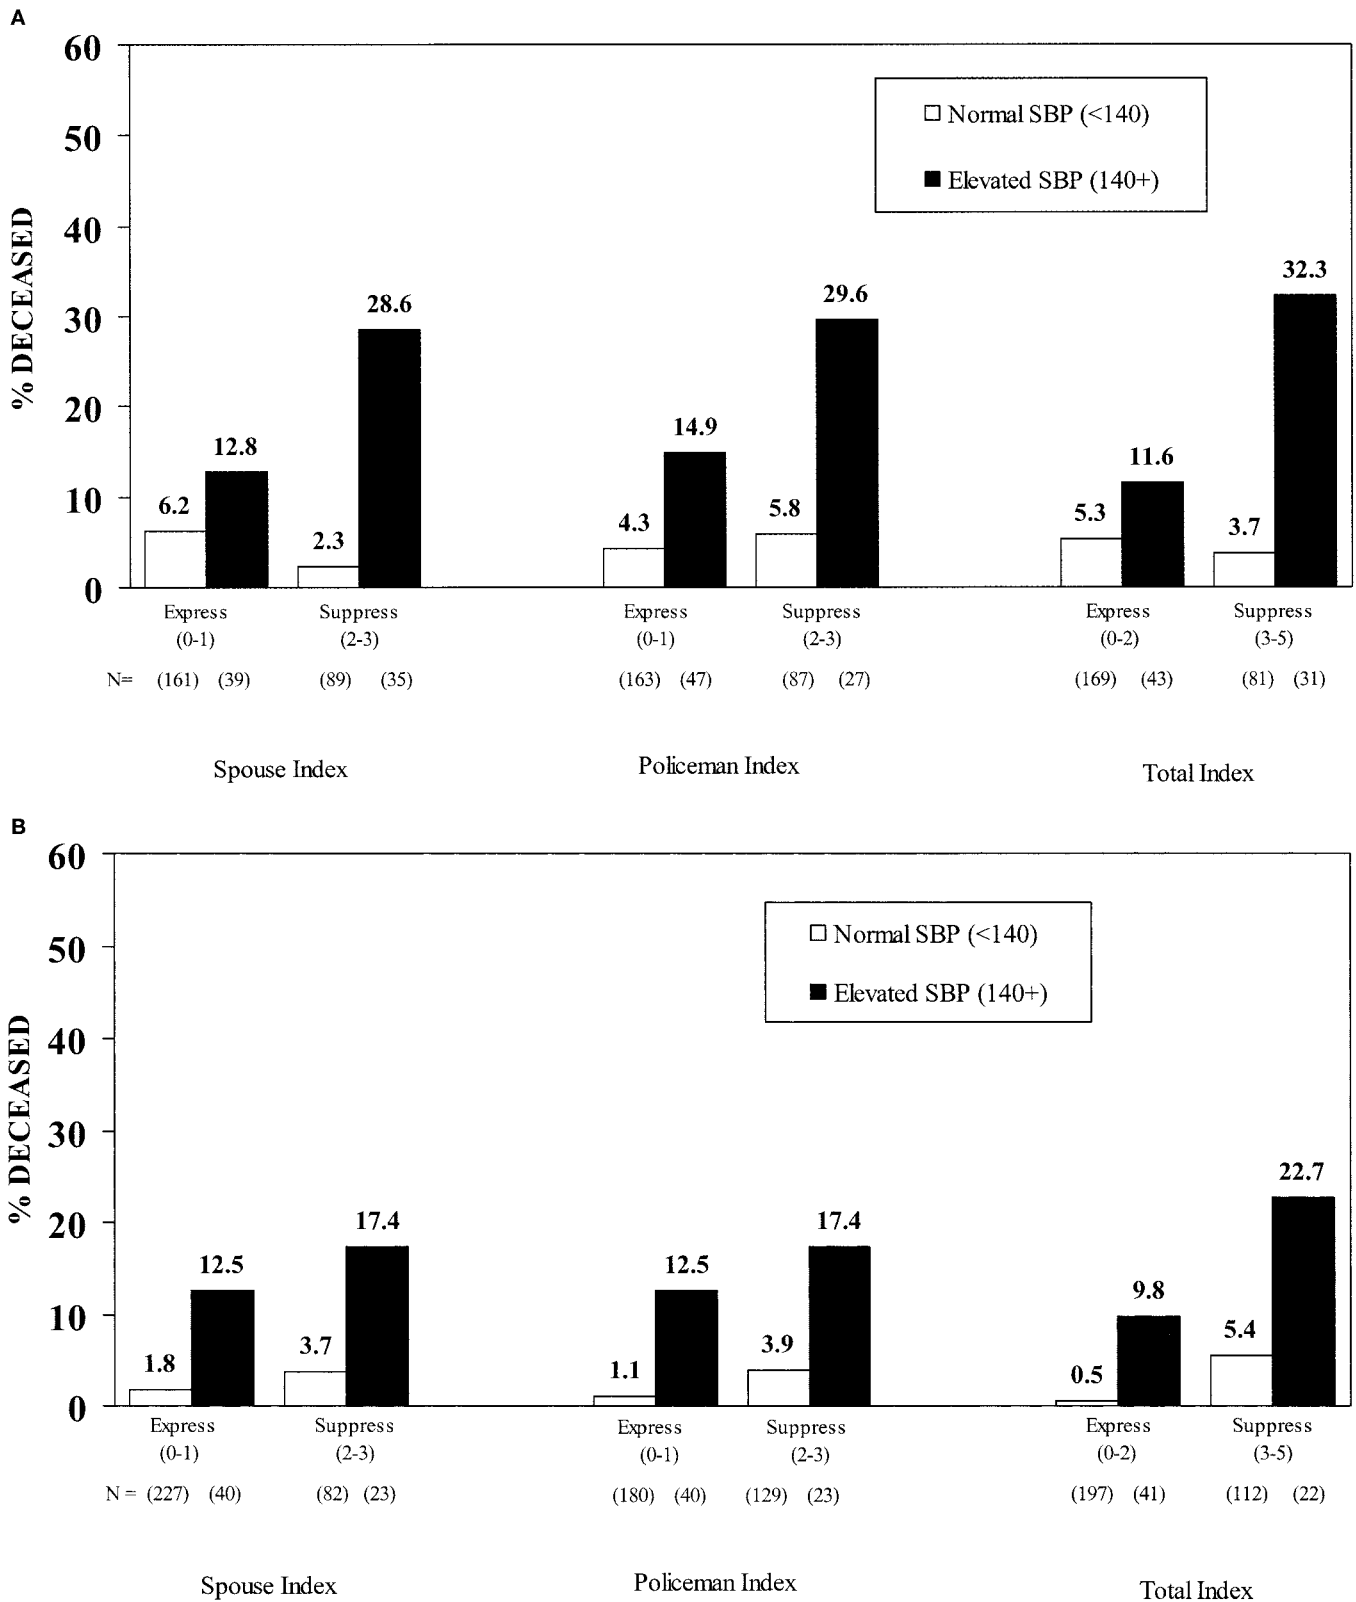 A
60
50
40
30
20
10
0
% DECEASED
Normal SBP (<140)
Elevated SBP (140+)
6.2
12.8
2.3
28.6
4.3
14.9
5.8
29.6
5.3
11.6
3.7
32.3
Express Suppress Express Suppress Express Suppress
(0-1) (2-3) (0-1) (2-3) (0-2) (3-5)
N= (161) (39) (89) (35) (163) (47) (87) (27) (169) (43) (81) (31)
Spouse Index Policeman Index Total Index
B
60
50
40
30
20
10
0
% DECEASED
Normal SBP (<140)
Elevated SBP (140+)
1.8
12.5
3.7
17.4
1.1
12.5
3.9
17.4
0.5
9.8
5.4
22.7
Express Suppress Express Suppress Express Suppress
(0-1) (2-3) (0-1) (2-3) (0-2) (3-5)
N = (227) (40) (82) (23) (180) (40) (129) (23) (197) (41) (112) (22)
Spouse Index Policeman Index Total Index